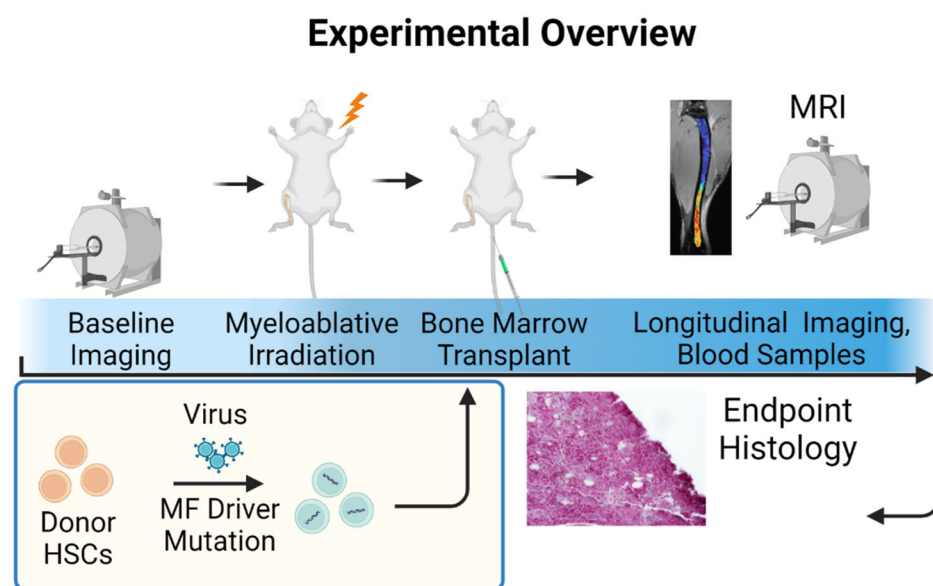 Experimental Overview
MRI
Baseline
Imaging
Myeloablative
Irradiation
Bone Marrow
Transplant
Longitudinal Imaging,
Blood Samples
Virus
MF Driver
Mutation
Donor
HSCs
Endpoint
Histology